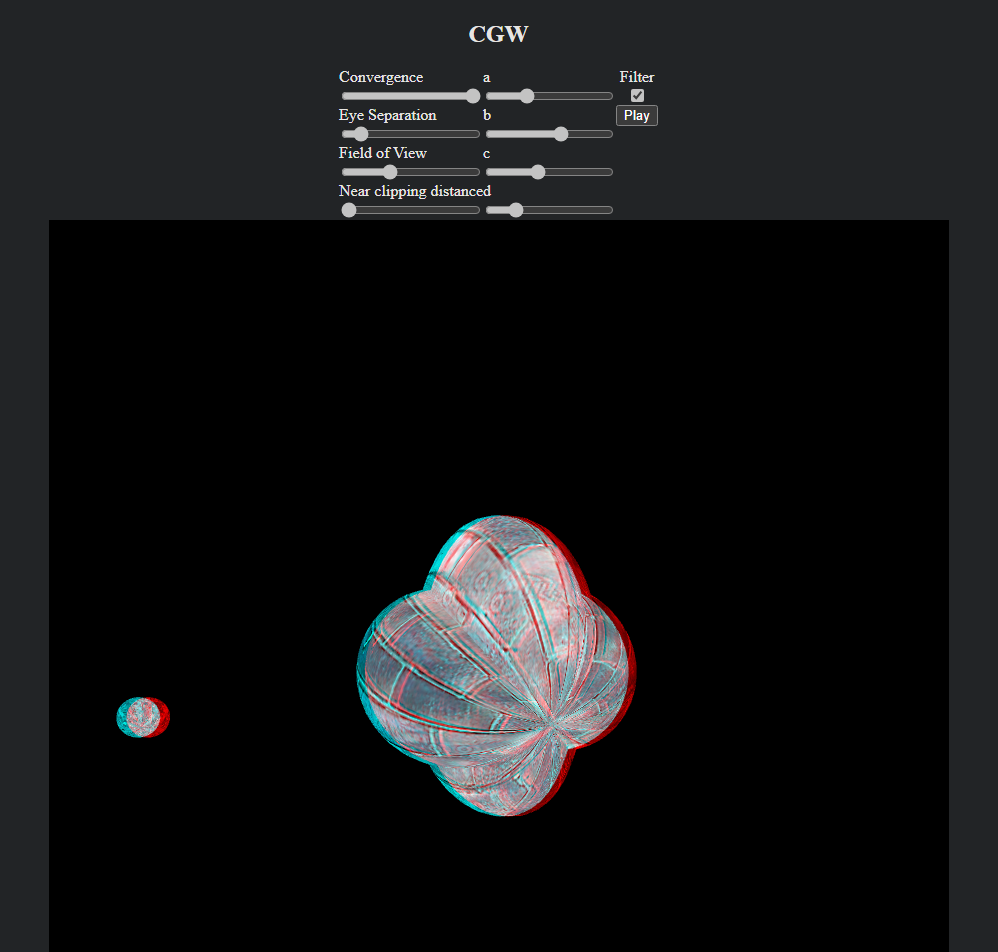 CGW
Convergence a Filter
Eye Separation b Play
Field of View c
Near clipping distanced